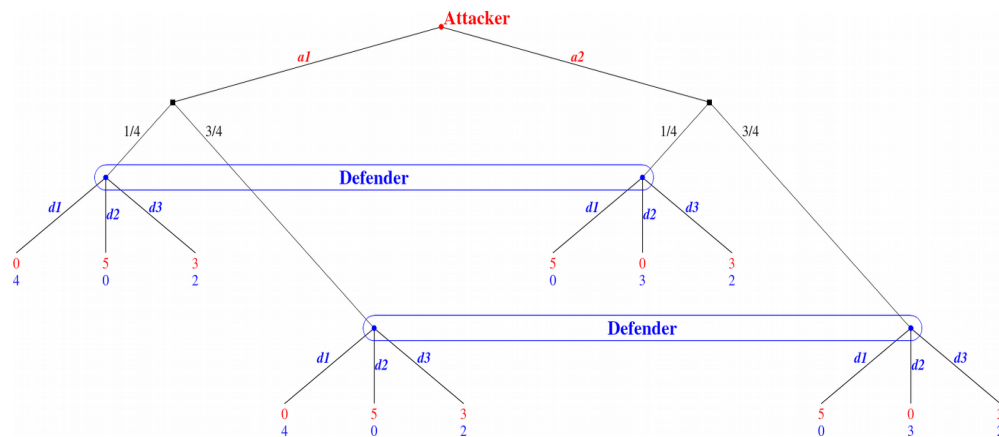 Attacker
a1 a2
1/4 3/4 1/4 3/4
Defender
d1 d2 d3 d1 d2 d3
0 5 3 5 0 3
4 0 2 0 3 2
Defender
d1 d2 d3 d1 d2 d3
0 5 3 5 0
4 0 2 0 3